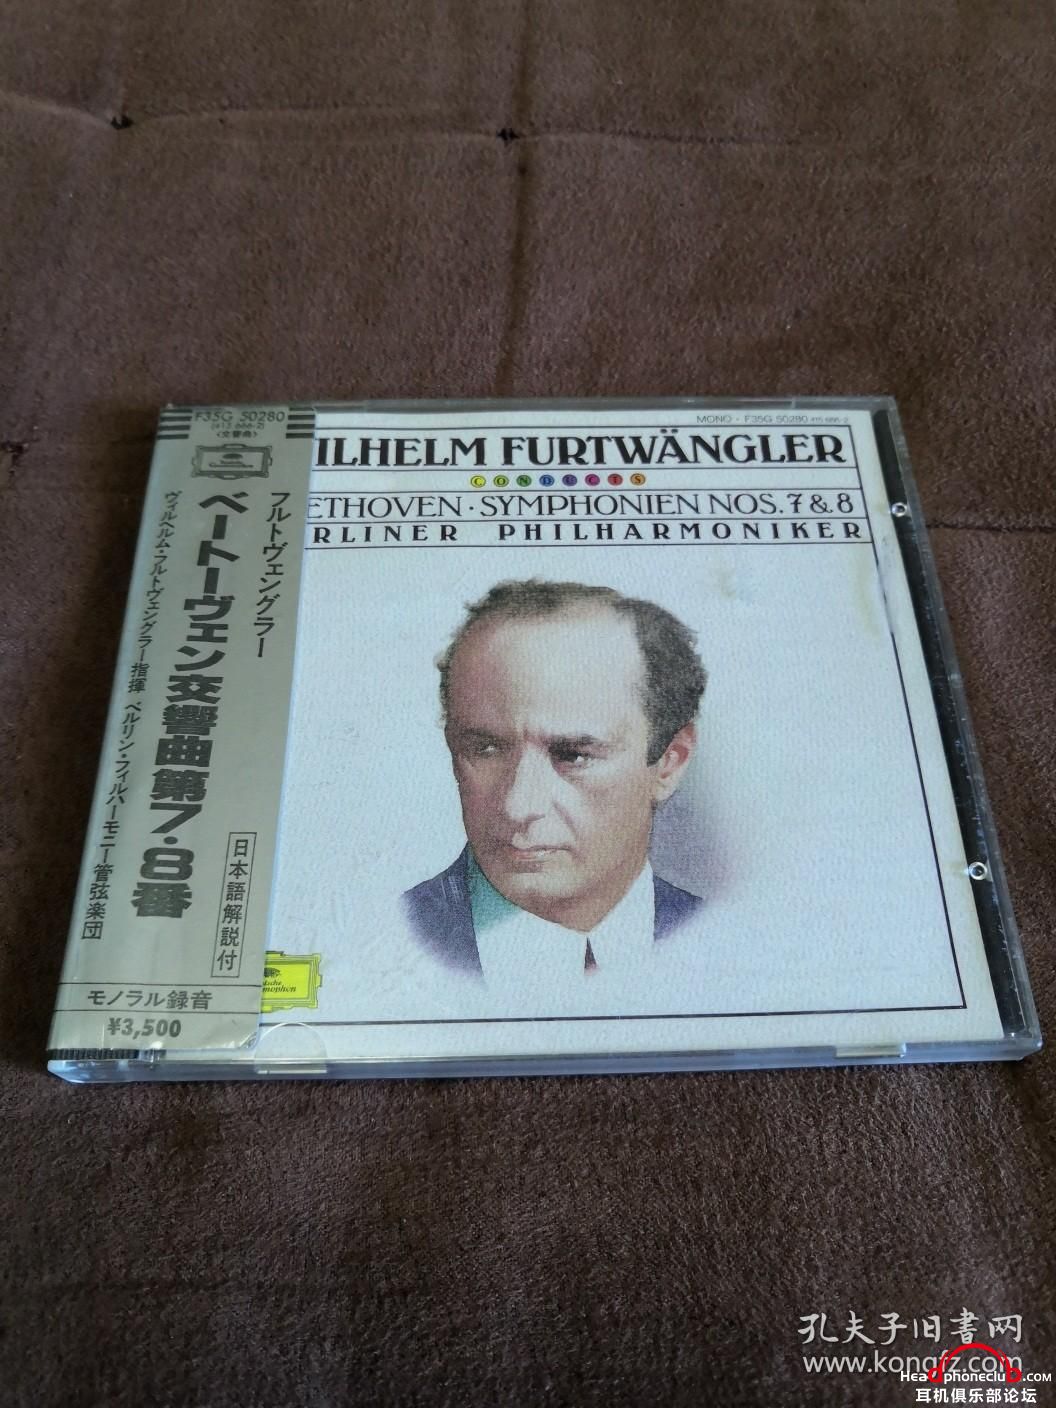 F35G 50280
(415 666-2)
〈交響曲〉
フルトヴェングラー
ベートーヴェン交響曲第7・8番
ヴィルヘルム・フルトヴェングラー指揮 ベルリン・フィルハーモニー管弦楽団
日本語解説付
モノラル録音
¥3,500
MONO・F35G 50280 415 666-2
ILHELM FURTWÄNGLER
CONDUCTS
ETHOVEN・SYMPHONIEN NOS. 7 & 8
RLINER PHILHARMONIKER
孔夫子旧書网
www.kongfz.com
Headphoneclub.com
耳机俱乐部论坛